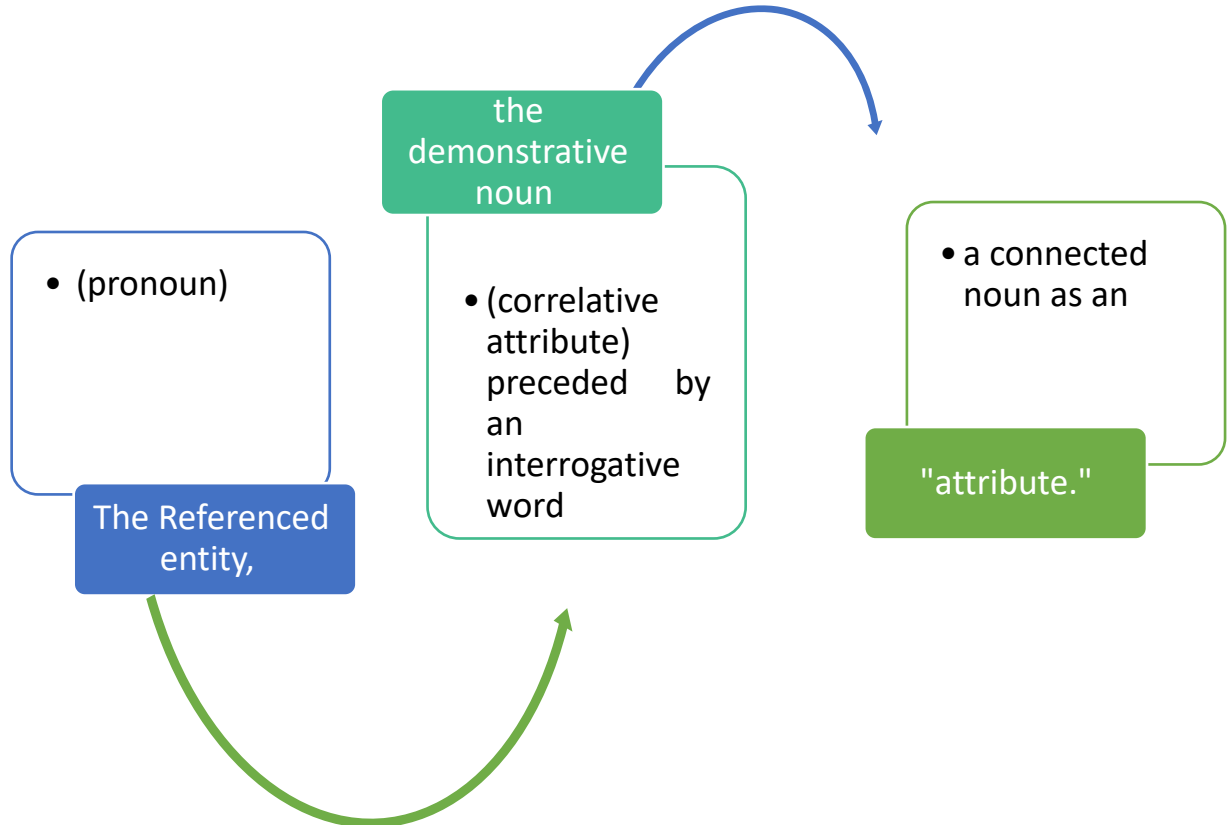 • (pronoun)
The Referenced
entity,
the
demonstrative
noun
• (correlative
attribute)
preceded by
an
interrogative
word
• a connected
noun as an
"attribute."